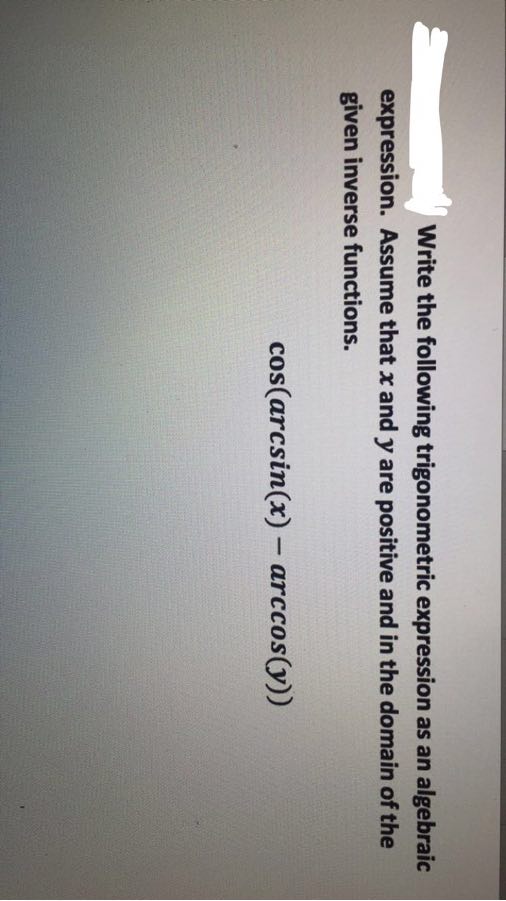 Write the following trigonometric expression as an algebraic
expression. Assume that x and y are positive and in the domain of the
given inverse functions.
cos(arcsin(x) – arccos(y))